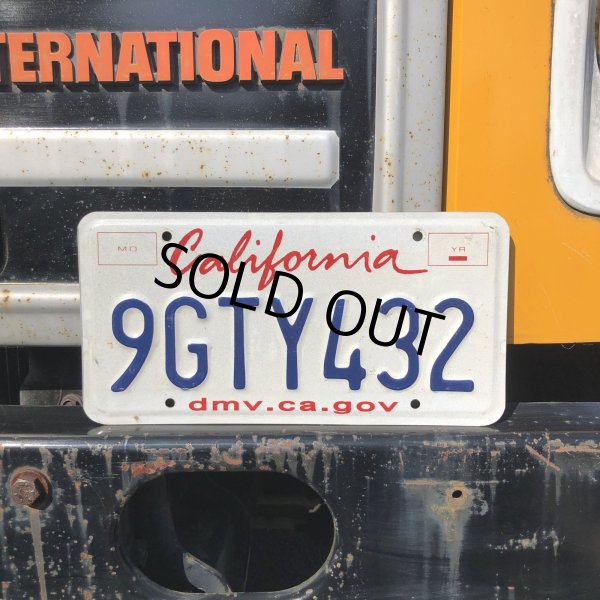 TERNATIONAL
MO
YR
California
SOLD OUT
9GTY432
dmv.ca.gov